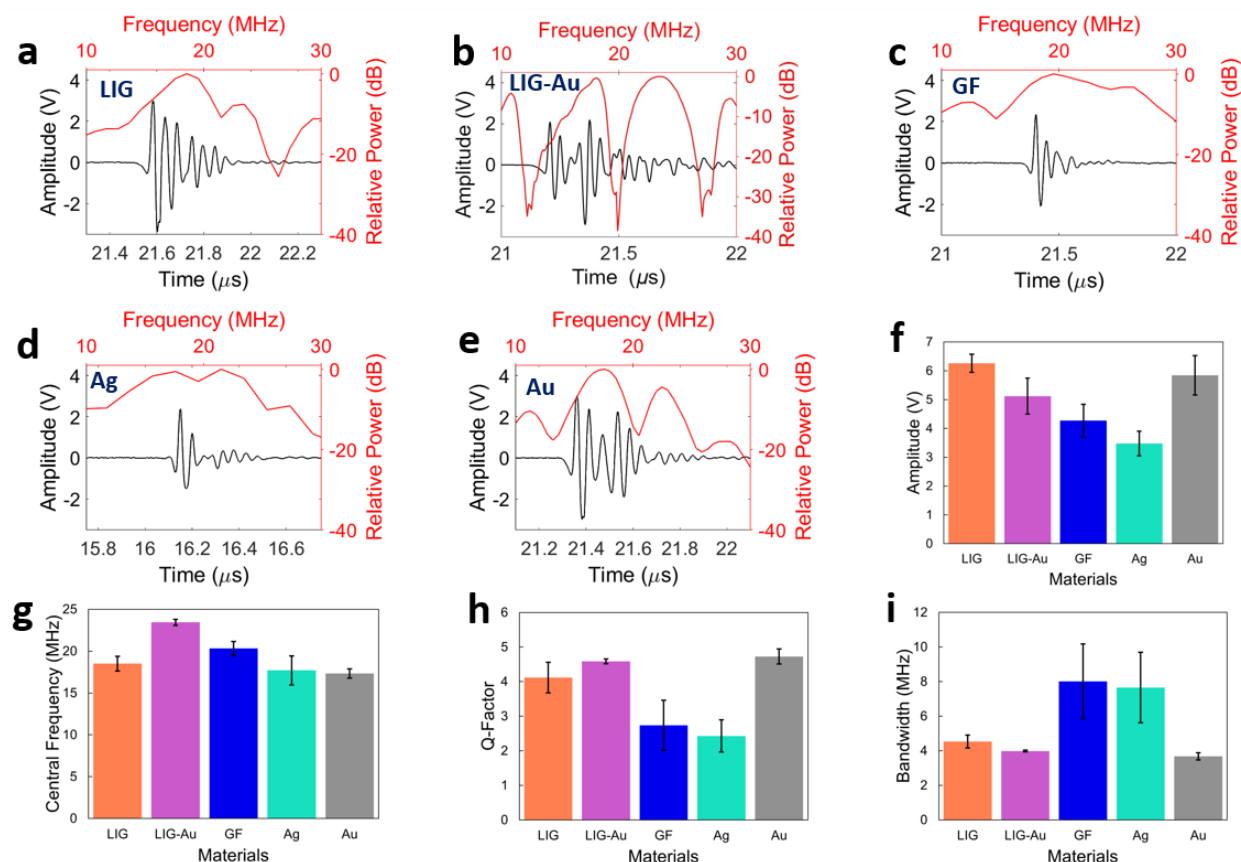 a
Frequency (MHz)
10 20 30
LIG
Amplitude (V)
4
2
0
-2
0
-10
-20
-30
-40
Relative Power (dB)
21.4 21.6 21.8 22 22.2
Time (μs)
b
Frequency (MHz)
10 20 30
LIG-Au
Amplitude (V)
4
2
0
-2
0
-10
-20
-30
-40
Relative Power (dB)
21 21.5 22
Time (μs)
c
Frequency (MHz)
10 20 30
GF
Amplitude (V)
4
2
0
-2
0
-20
-40
Relative Power (dB)
21 21.5 22
Time (μs)
d
Frequency (MHz)
10 20 30
Ag
Amplitude (V)
4
2
0
-2
0
-20
-40
Relative Power (dB)
15.8 16 16.2 16.4 16.6
Time (μs)
e
Frequency (MHz)
10 20 30
Au
Amplitude (V)
4
2
0
-2
0
-20
-40
Relative Power (dB)
21.2 21.4 21.6 21.8 22
Time (μs)
f
Amplitude (V)
7
6
5
4
3
2
1
0
LIG LIG-Au GF Ag Au
Materials
g
Central Frequency (MHz)
25
20
15
10
5
0
LIG LIG-Au GF Ag Au
Materials
h
Q-Factor
6
5
4
3
2
1
0
LIG LIG-Au GF Ag Au
Materials
i
Bandwidth (MHz)
12
10
8
6
4
2
0
LIG LIG-Au GF Ag Au
Materials